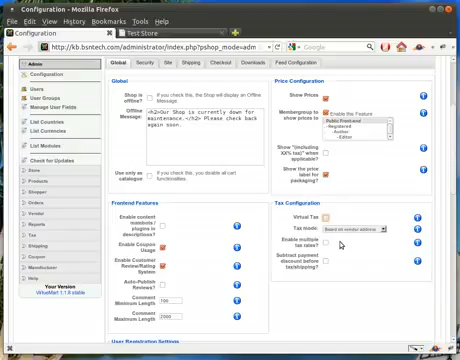 Configuration - Mozilla Firefox
File Edit View History Bookmarks Tools Help
Configuration
Test Store
http://kb.bsntech.com/administrator/index.php?pshop_mode=adm
Google
Admin
Configuration
Users
User Groups
Manage User Fields
List Countries
List Currencies
List Modules
Check for Updates
Store
Products
Shopper
Orders
Vendor
Reports
Tax
Shipping
Coupon
Manufacturer
Help
Your Version
VirtueMart 1.1.6 stable
Global Security Site Shipping Checkout Downloads Feed Configuration
Global
Shop is offline?
If you check this, the Shop will display an Offline Message.
Offline Message:
<h2>Our Shop is currently down for
maintenance.</h2> Please check back
again soon.
Use only as catalogue
If you check this, you disable all cart functionalities.
Frontend Features
Enable content mambots / plugins in descriptions?
Enable Coupon Usage
Enable Customer Review/Rating System
Auto-Publish Reviews?
Comment Minimum Length
100
Comment Maximum Length
2000
User Registration Settings
Price Configuration
Show Prices
Membergroup to show prices to
Enable this Feature
Public Front-end
-Registered
-Author
-Editor
Show "(including XX% tax)" when applicable?
Show the price label for packaging?
Tax Configuration
Virtual Tax
Tax mode:
Based on vendor address
Enable multiple tax rates?
Subtract payment discount before tax/shipping?